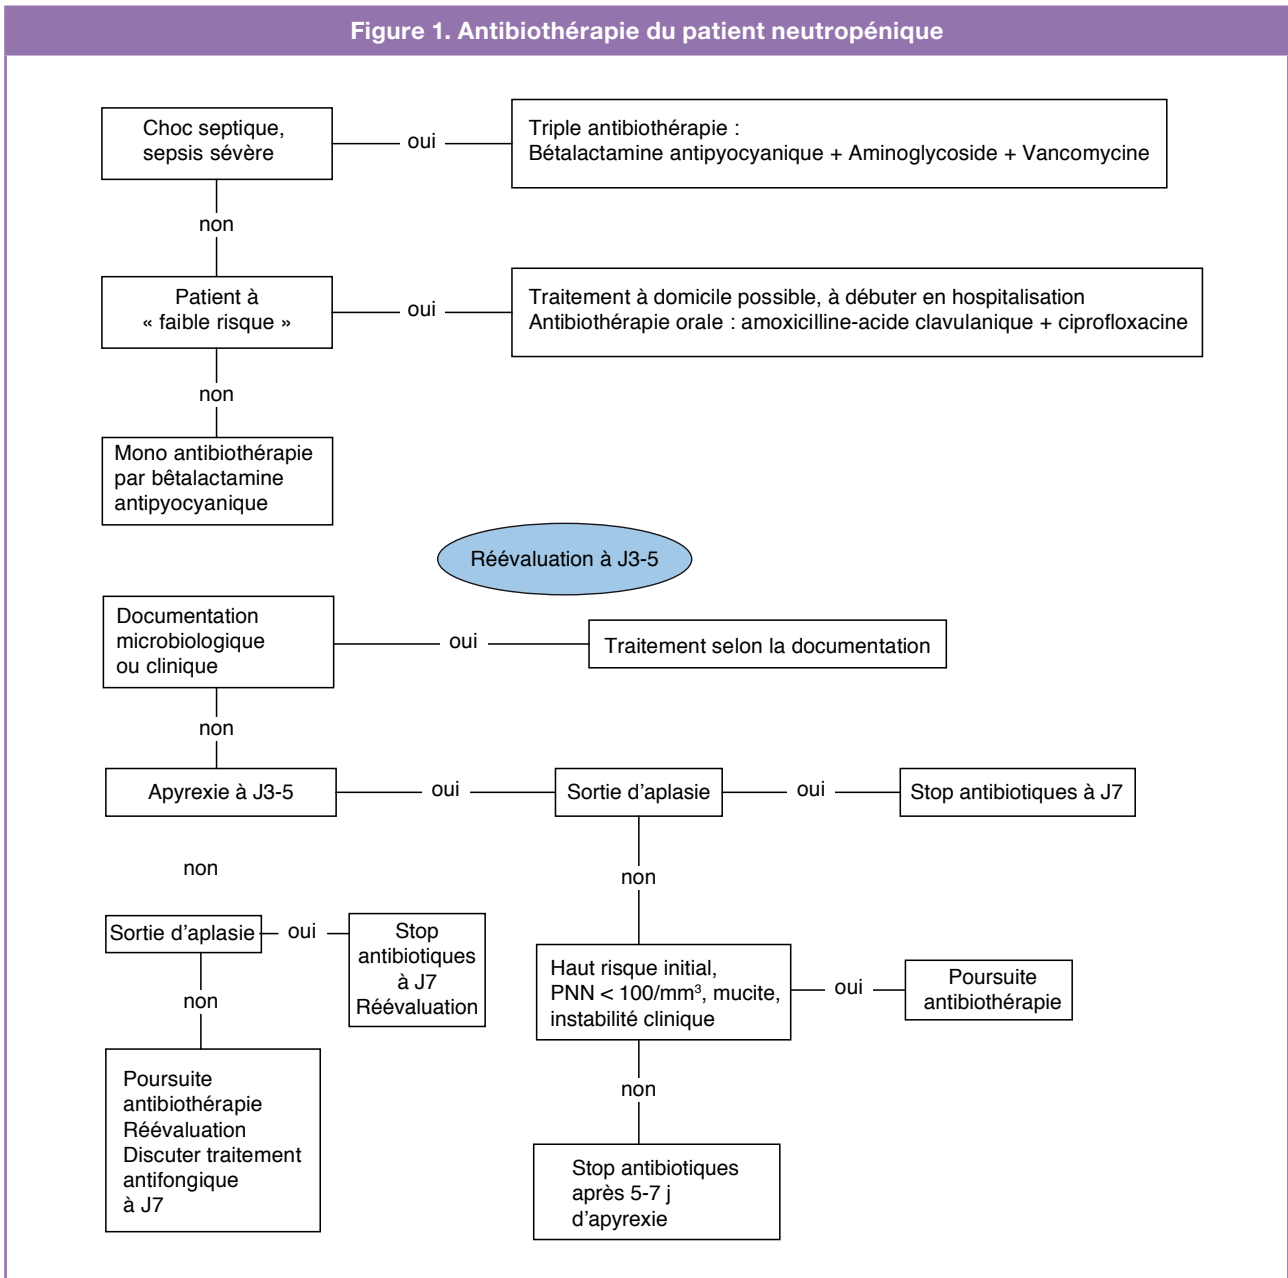 Figure 1. Antibiothérapie du patient neutropénique
Choc septique,
sepsis sévère
oui
Triple antibiothérapie :
Bétalactamine antipyocyanique + Aminoglycoside + Vancomycine
non
Patient à
« faible risque »
oui
Traitement à domicile possible, à débuter en hospitalisation
Antibiothérapie orale : amoxicilline-acide clavulanique + ciprofloxacine
non
Mono antibiothérapie
par bêtalactamine
antipyocyanique
Réévaluation à J3-5
Documentation
microbiologique
ou clinique
oui
Traitement selon la documentation
non
Apyrexie à J3-5
oui
Sortie d'aplasie
oui
Stop antibiotiques à J7
non
Sortie d'aplasie
oui
Stop
antibiotiques
à J7
Réévaluation
non
Poursuite
antibiothérapie
Réévaluation
Discuter traitement
antifongique
à J7
non
Haut risque initial,
PNN < 100/mm³, mucite,
instabilité clinique
oui
Poursuite
antibiothérapie
non
Stop antibiotiques
après 5-7 j
d'apyrexie